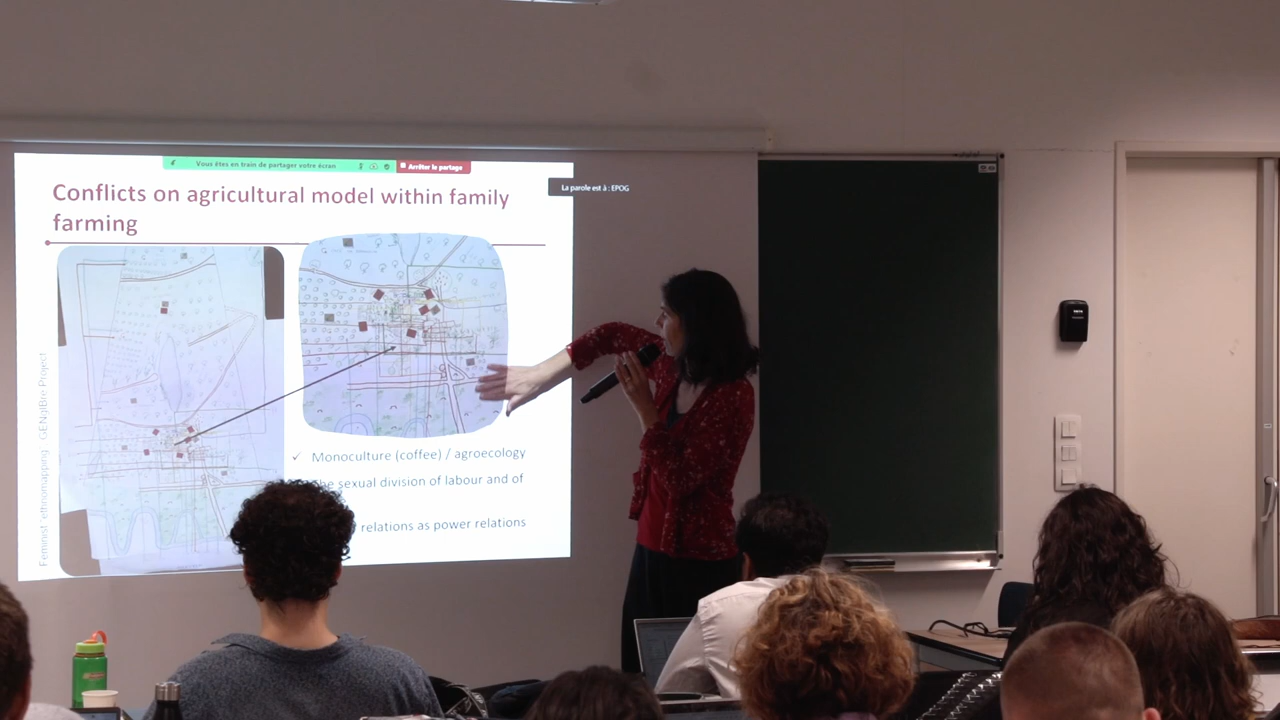 Vous êtes en train de partager votre écran
Arrêter le partage
La parole est à : EPOG
Conflicts on agricultural model within family
farming
Feminist "ethnomapping": GENgiBre Project
✓ Monoculture (coffee) / agroecology
The sexual division of labour and of
relations as power relations